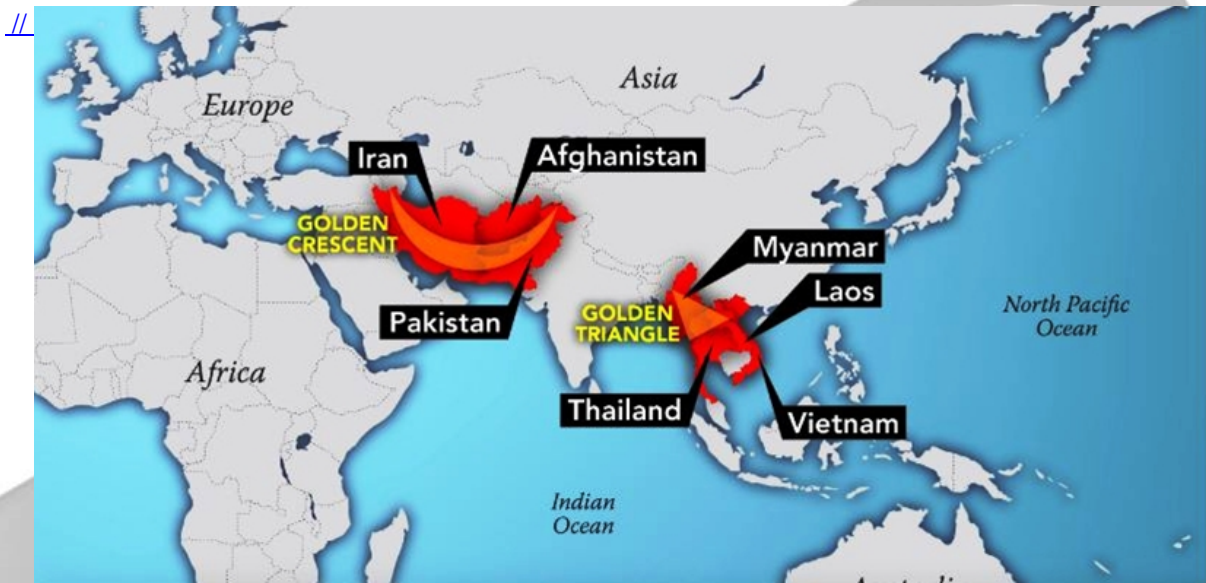 //
Asia
Europe
Iran
Afghanistan
GOLDEN
CRESCENT
Myanmar
Laos
Pakistan
GOLDEN
TRIANGLE
North Pacific
Ocean
Africa
Thailand
Vietnam
Indian
Ocean